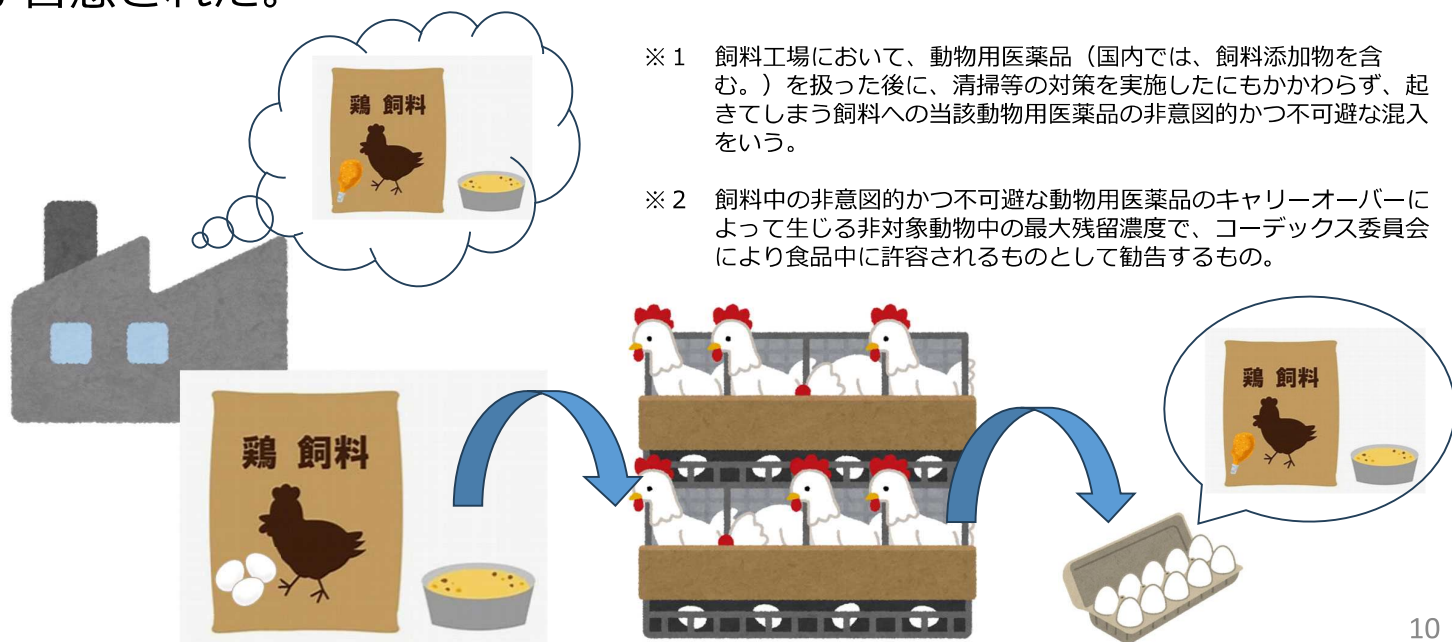 り合意された。
※１ 飼料工場において、動物用医薬品（国内では、飼料添加物を含
む。）を扱った後に、清掃等の対策を実施したにもかかわらず、起
きてしまう飼料への当該動物用医薬品の非意図的かつ不可避な混入
をいう。
※２ 飼料中の非意図的かつ不可避な動物用医薬品のキャリーオーバーに
よって生じる非対象動物中の最大残留濃度で、コーデックス委員会
により食品中に許容されるものとして勧告するもの。
鶏 飼料
鶏 飼料
鶏 飼料
10